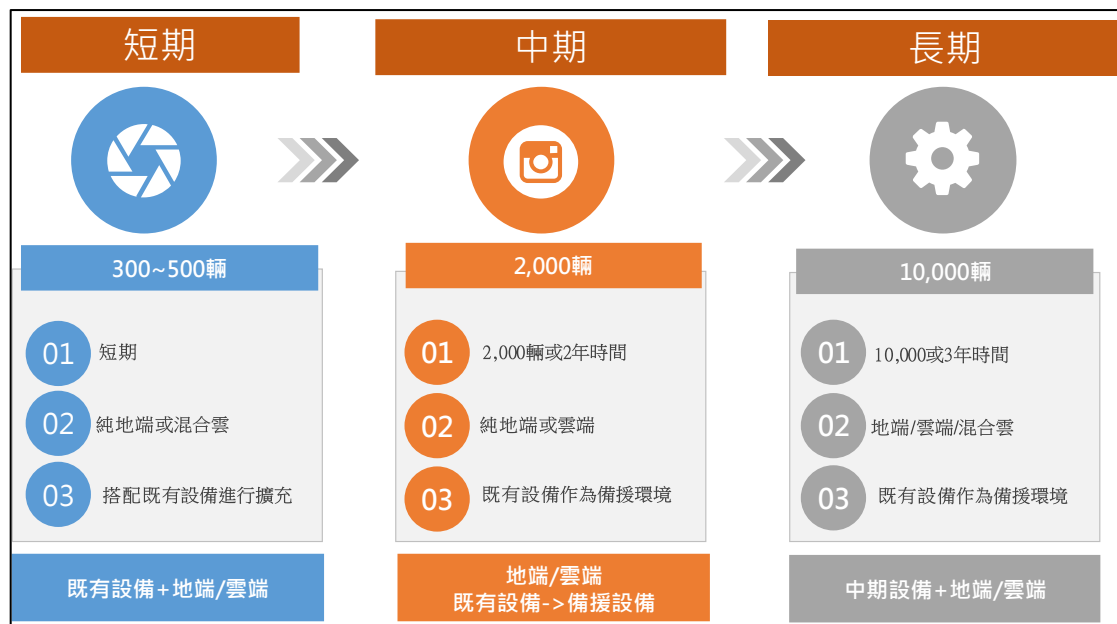 短期
中期
長期
300~500輛
01 短期
02 純地端或混合雲
03 搭配既有設備進行擴充
既有設備+地端/雲端
2,000輛
01 2,000輛或2年時間
02 純地端或雲端
03 既有設備作為備援環境
地端/雲端
既有設備->備援設備
10,000輛
01 10,000或3年時間
02 地端/雲端/混合雲
03 既有設備作為備援環境
中期設備+地端/雲端